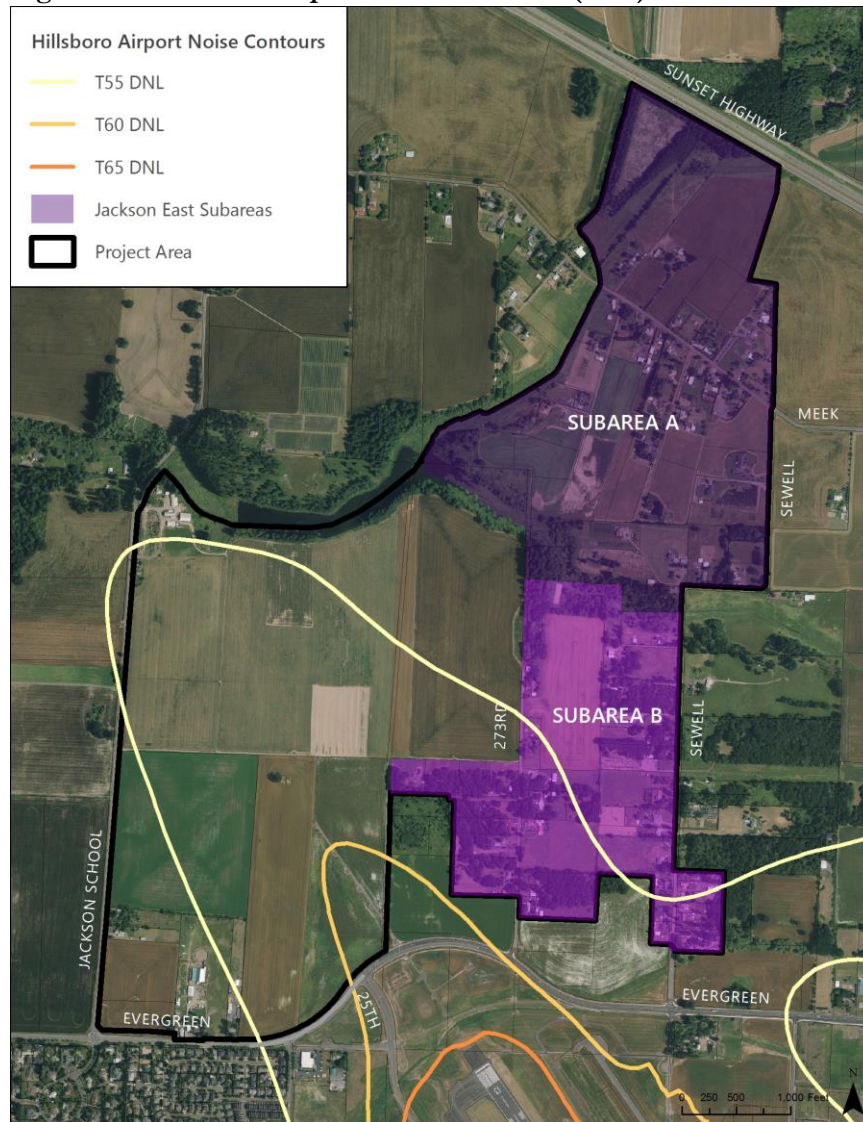 Hillsboro Airport Noise Contours
T55 DNL
T60 DNL
T65 DNL
Jackson East Subareas
Project Area
SUNSET HIGHWAY
SUBAREA A
MEEK
SEWELL
273RD
SUBAREA B
SEWELL
JACKSON SCHOOL
25TH
EVERGREEN
EVERGREEN
N
0 250 500 1,000 Feet